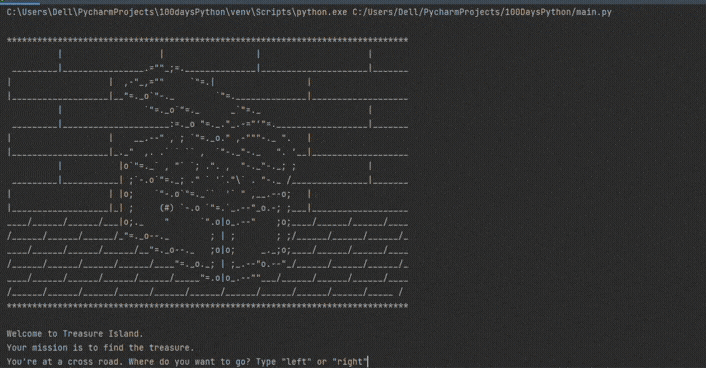 C:\Users\Dell\PycharmProjects\100daysPython\venv\Scripts\python.exe C:/Users/Dell/PycharmProjects/100DaysPython/main.py
Welcome to Treasure Island.
Your mission is to find the treasure.
You're at a cross road. Where do you want to go? Type "left" or "right"